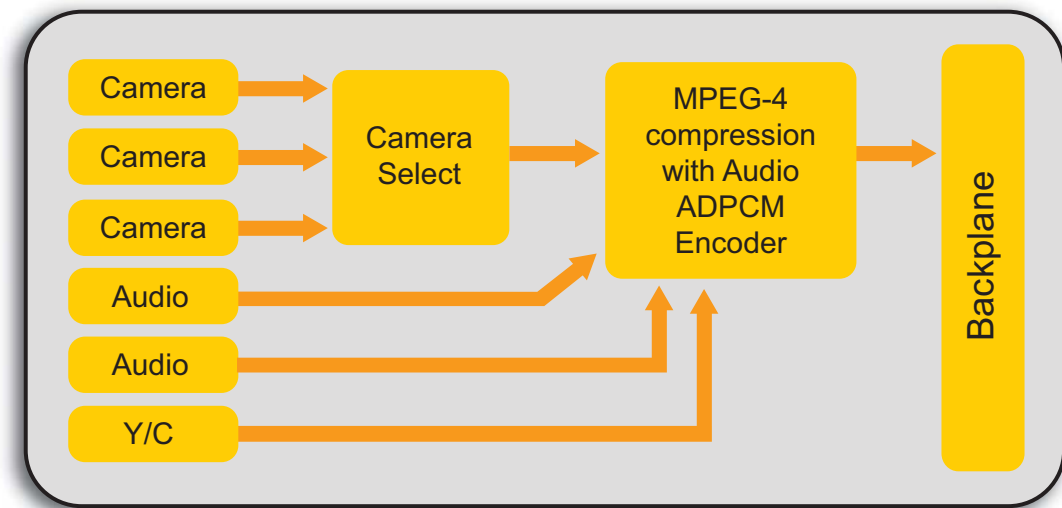 Camera
Camera
Camera
Audio
Audio
Y/C
Camera
Select
MPEG-4
compression
with Audio
ADPCM
Encoder
Backplane